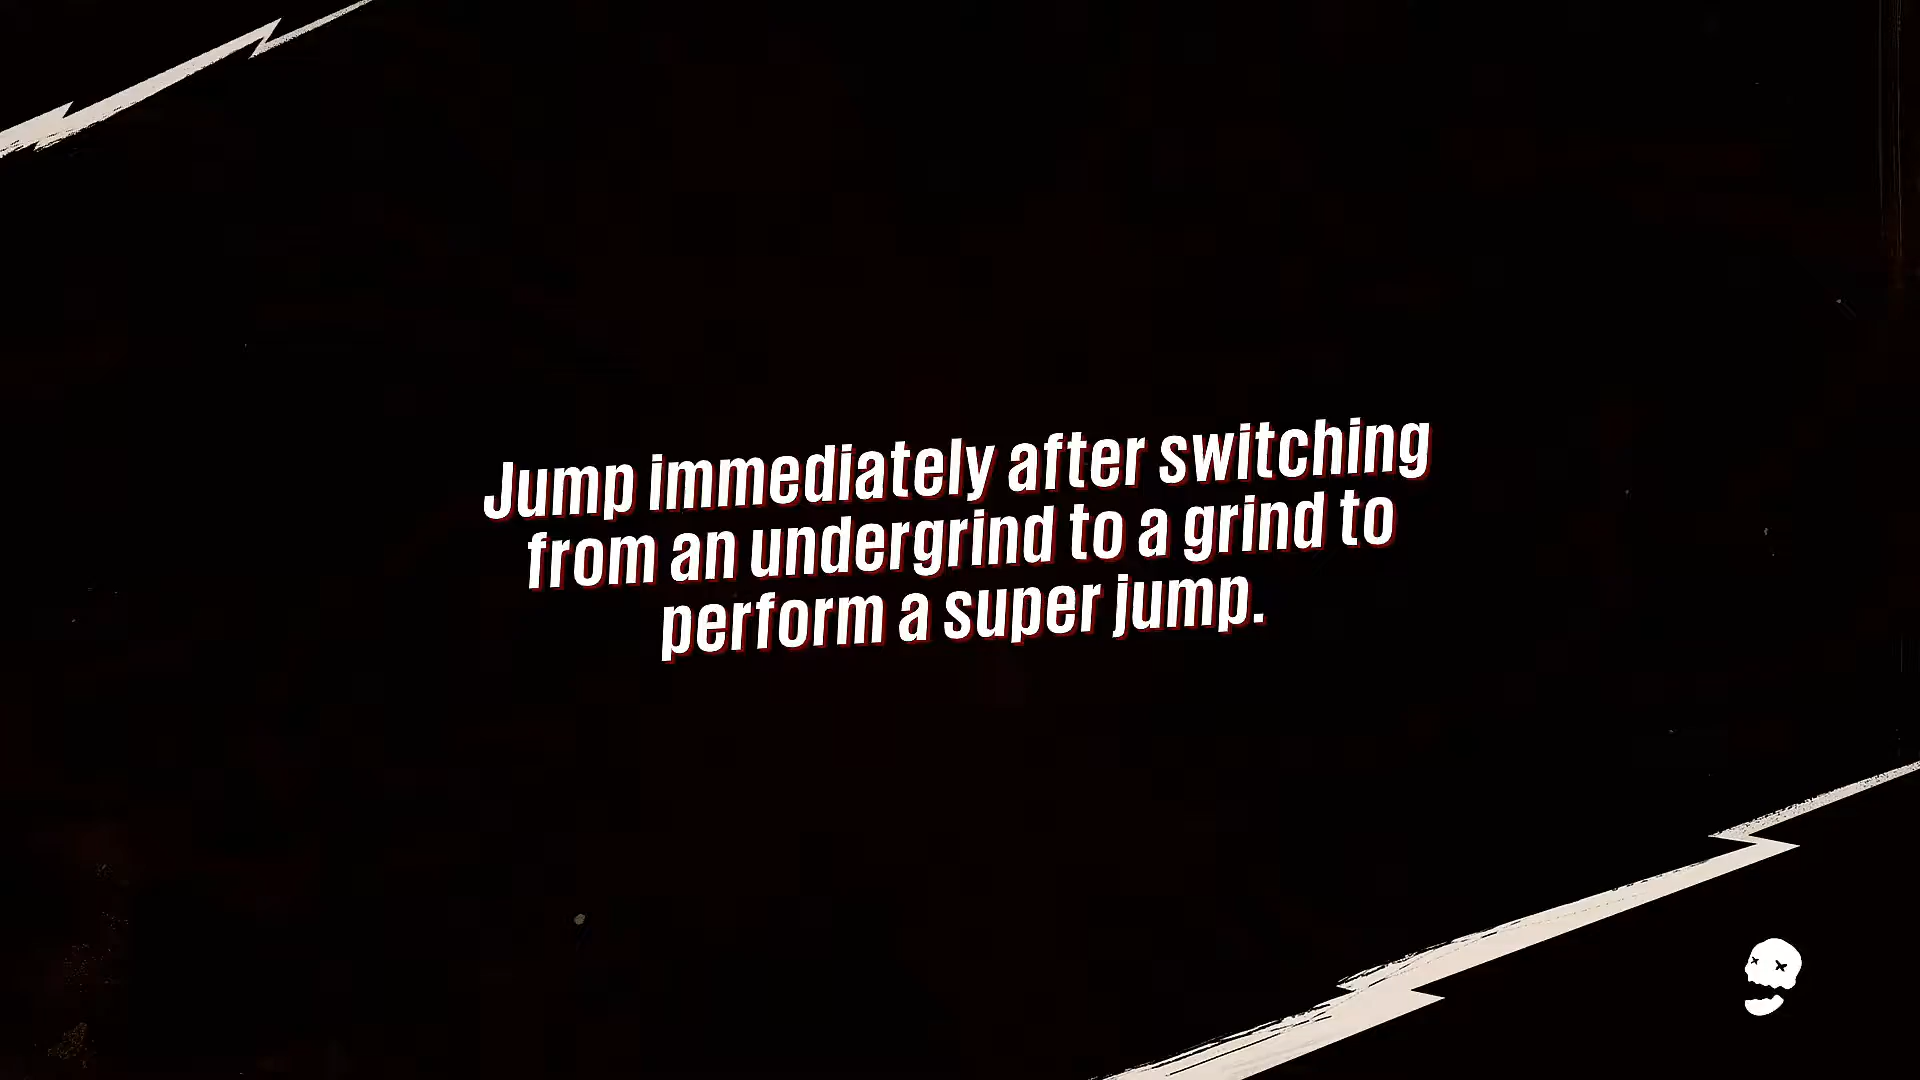 Jump immediately after switching
from an undergrind to a grind to
perform a super jump.